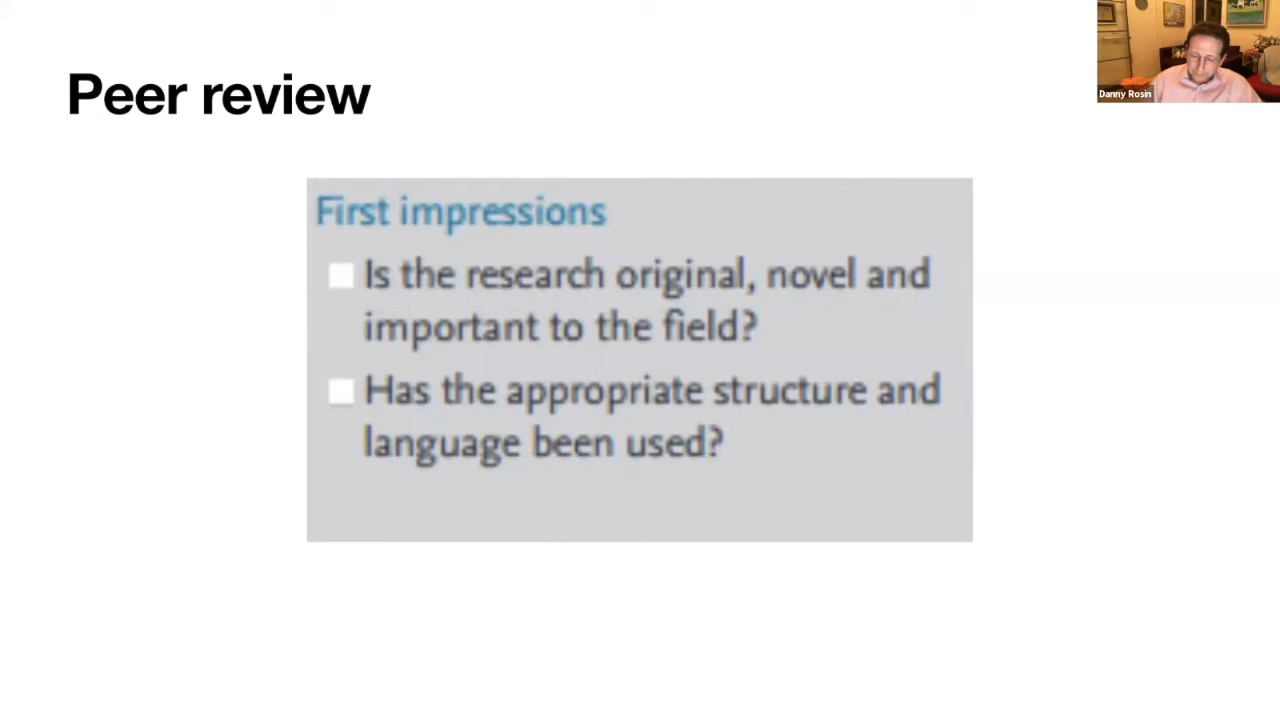 Peer review
Danny Rosin
First impressions
Is the research original, novel and
important to the field?
Has the appropriate structure and
language been used?